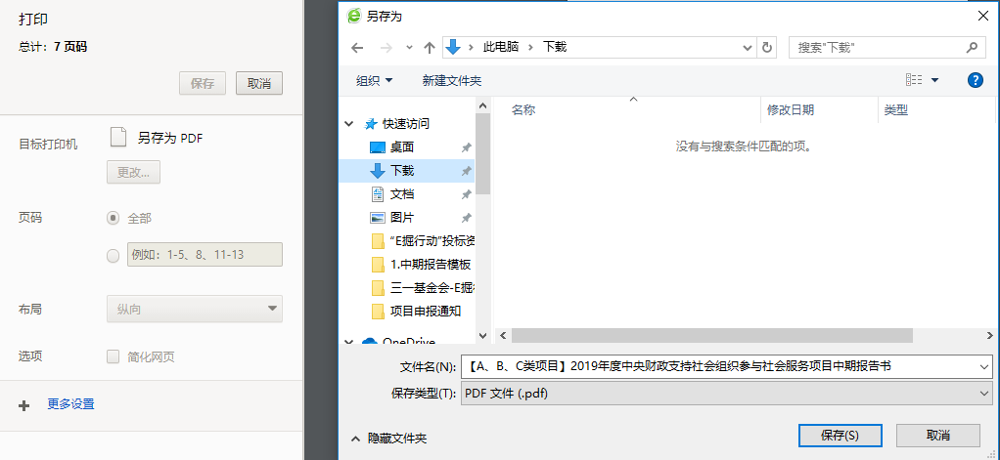 打印
总计：7 页码
保存
取消
目标打印机
另存为 PDF
更改...
页码
全部
例如：1-5、8、11-13
布局
纵向
选项
简化网页
更多设置
另存为
此电脑
下载
搜索"下载"
组织
新建文件夹
名称
修改日期
类型
快速访问
桌面
下载
文档
图片
“E掘行动”投标资
1.中期报告模板
三一基金会-E掘
项目申报通知
OneDrive
没有与搜索条件匹配的项。
文件名(N):
【A、B、C类项目】2019年度中央财政支持社会组织参与社会服务项目中期报告书
保存类型(T):
PDF 文件 (.pdf)
隐藏文件夹
保存(S)
取消